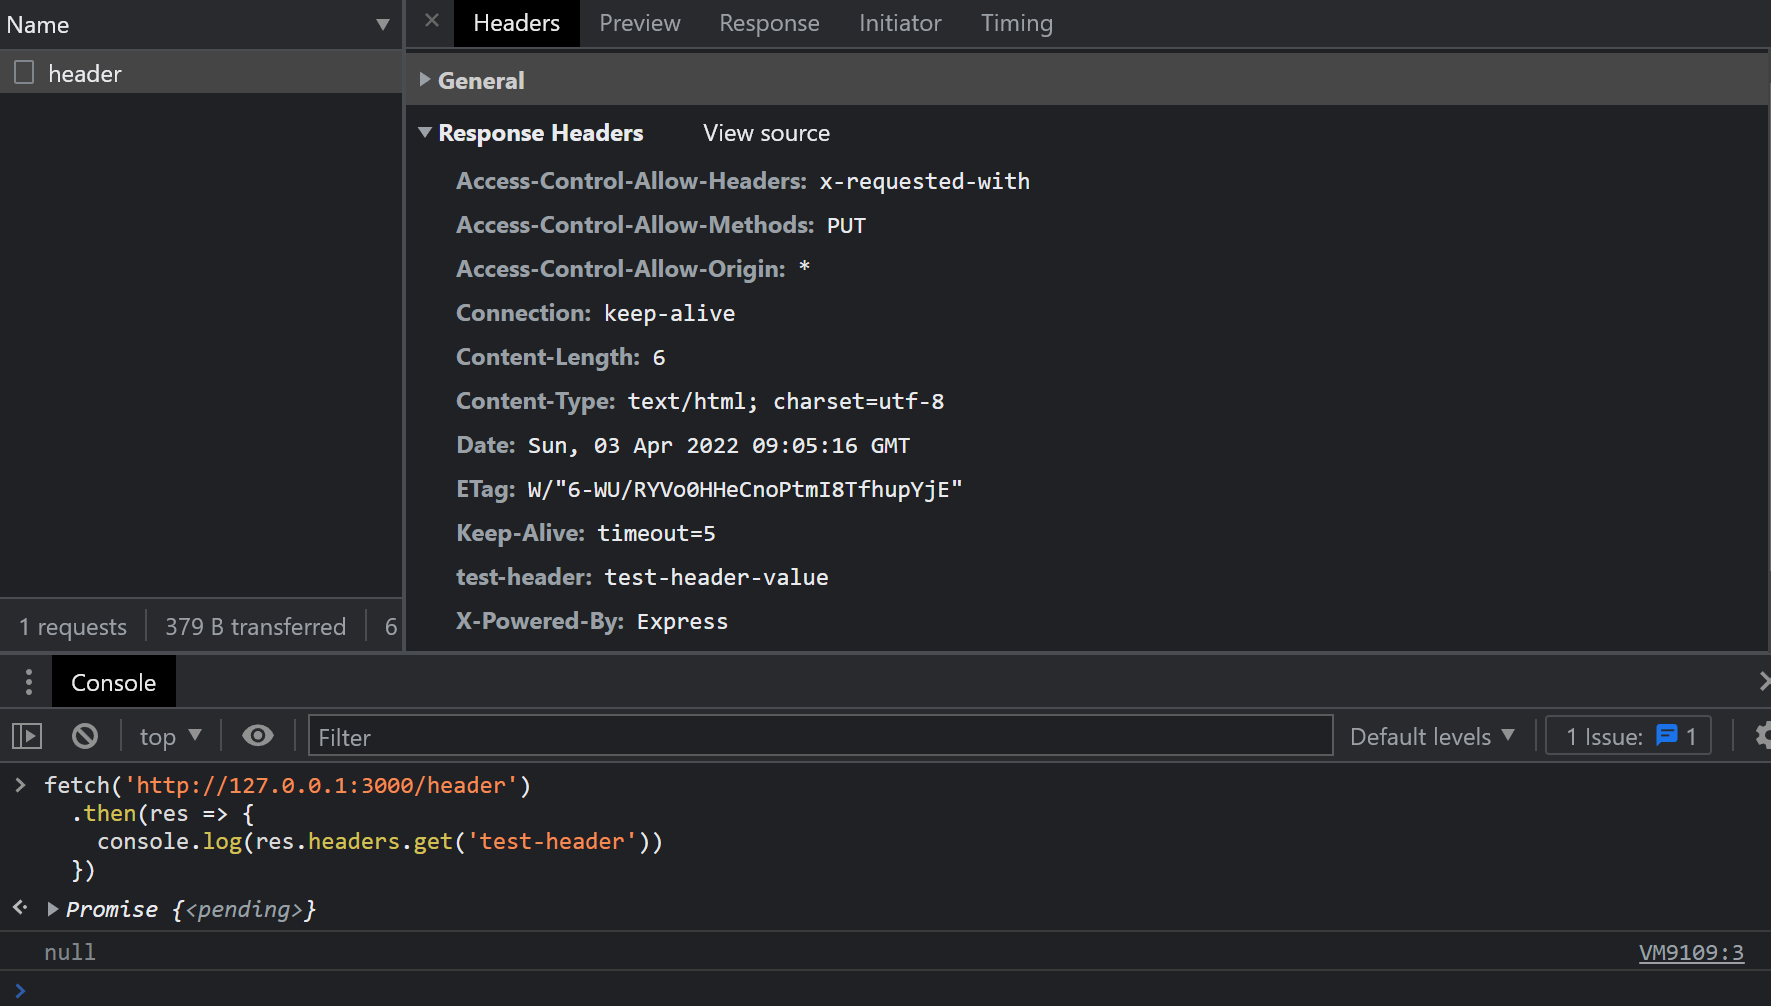 Name
Headers Preview Response Initiator Timing
header
General
Response Headers View source
Access-Control-Allow-Headers: x-requested-with
Access-Control-Allow-Methods: PUT
Access-Control-Allow-Origin: *
Connection: keep-alive
Content-Length: 6
Content-Type: text/html; charset=utf-8
Date: Sun, 03 Apr 2022 09:05:16 GMT
ETag: W/"6-WU/RYVo0HHeCnoPtmI8TfhupYjE"
Keep-Alive: timeout=5
test-header: test-header-value
X-Powered-By: Express
1 requests 379 B transferred 6
Console
top Filter Default levels 1 Issue: 1
fetch('http://127.0.0.1:3000/header')
.then(res => {
console.log(res.headers.get('test-header'))
})
Promise {<pending>}
null VM9109:3